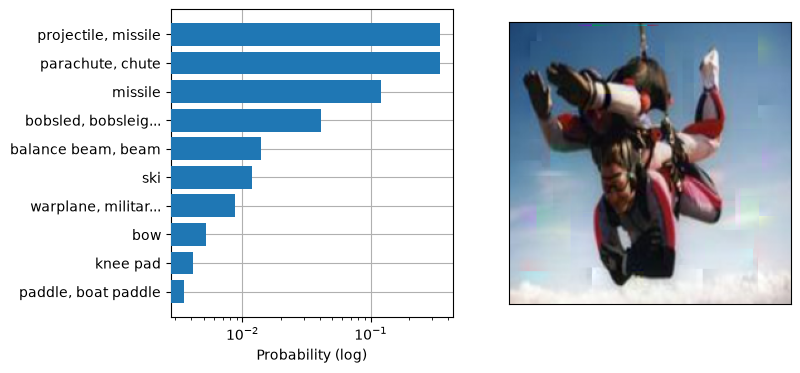 projectile, missile
parachute, chute
missile
bobsled, bobsleig...
balance beam, beam
ski
warplane, militar...
bow
knee pad
paddle, boat paddle
10⁻² 10⁻¹
Probability (log)